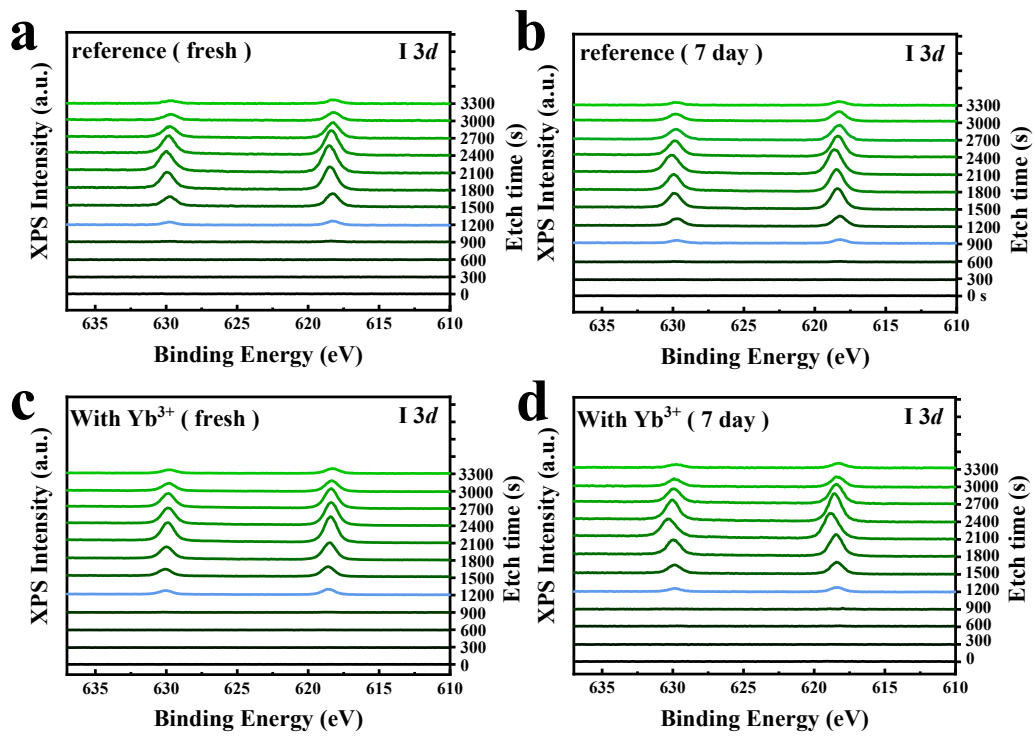 a
reference ( fresh )
I 3d
XPS Intensity (a.u.)
3300
3000
2700
2400
2100
1800
1500
1200
900
600
300
0
Etch time (s)
635 630 625 620 615 610
Binding Energy (eV)
b
reference ( 7 day )
I 3d
XPS Intensity (a.u.)
3300
3000
2700
2400
2100
1800
1500
1200
900
600
300
0 s
Etch time (s)
635 630 625 620 615 610
Binding Energy (eV)
c
With Yb³⁺ ( fresh )
I 3d
XPS Intensity (a.u.)
3300
3000
2700
2400
2100
1800
1500
1200
900
600
300
0
Etch time (s)
635 630 625 620 615 610
Binding Energy (eV)
d
With Yb³⁺ ( 7 day )
I 3d
XPS Intensity (a.u.)
3300
3000
2700
2400
2100
1800
1500
1200
900
600
300
0
Etch time (s)
635 630 625 620 615 610
Binding Energy (eV)